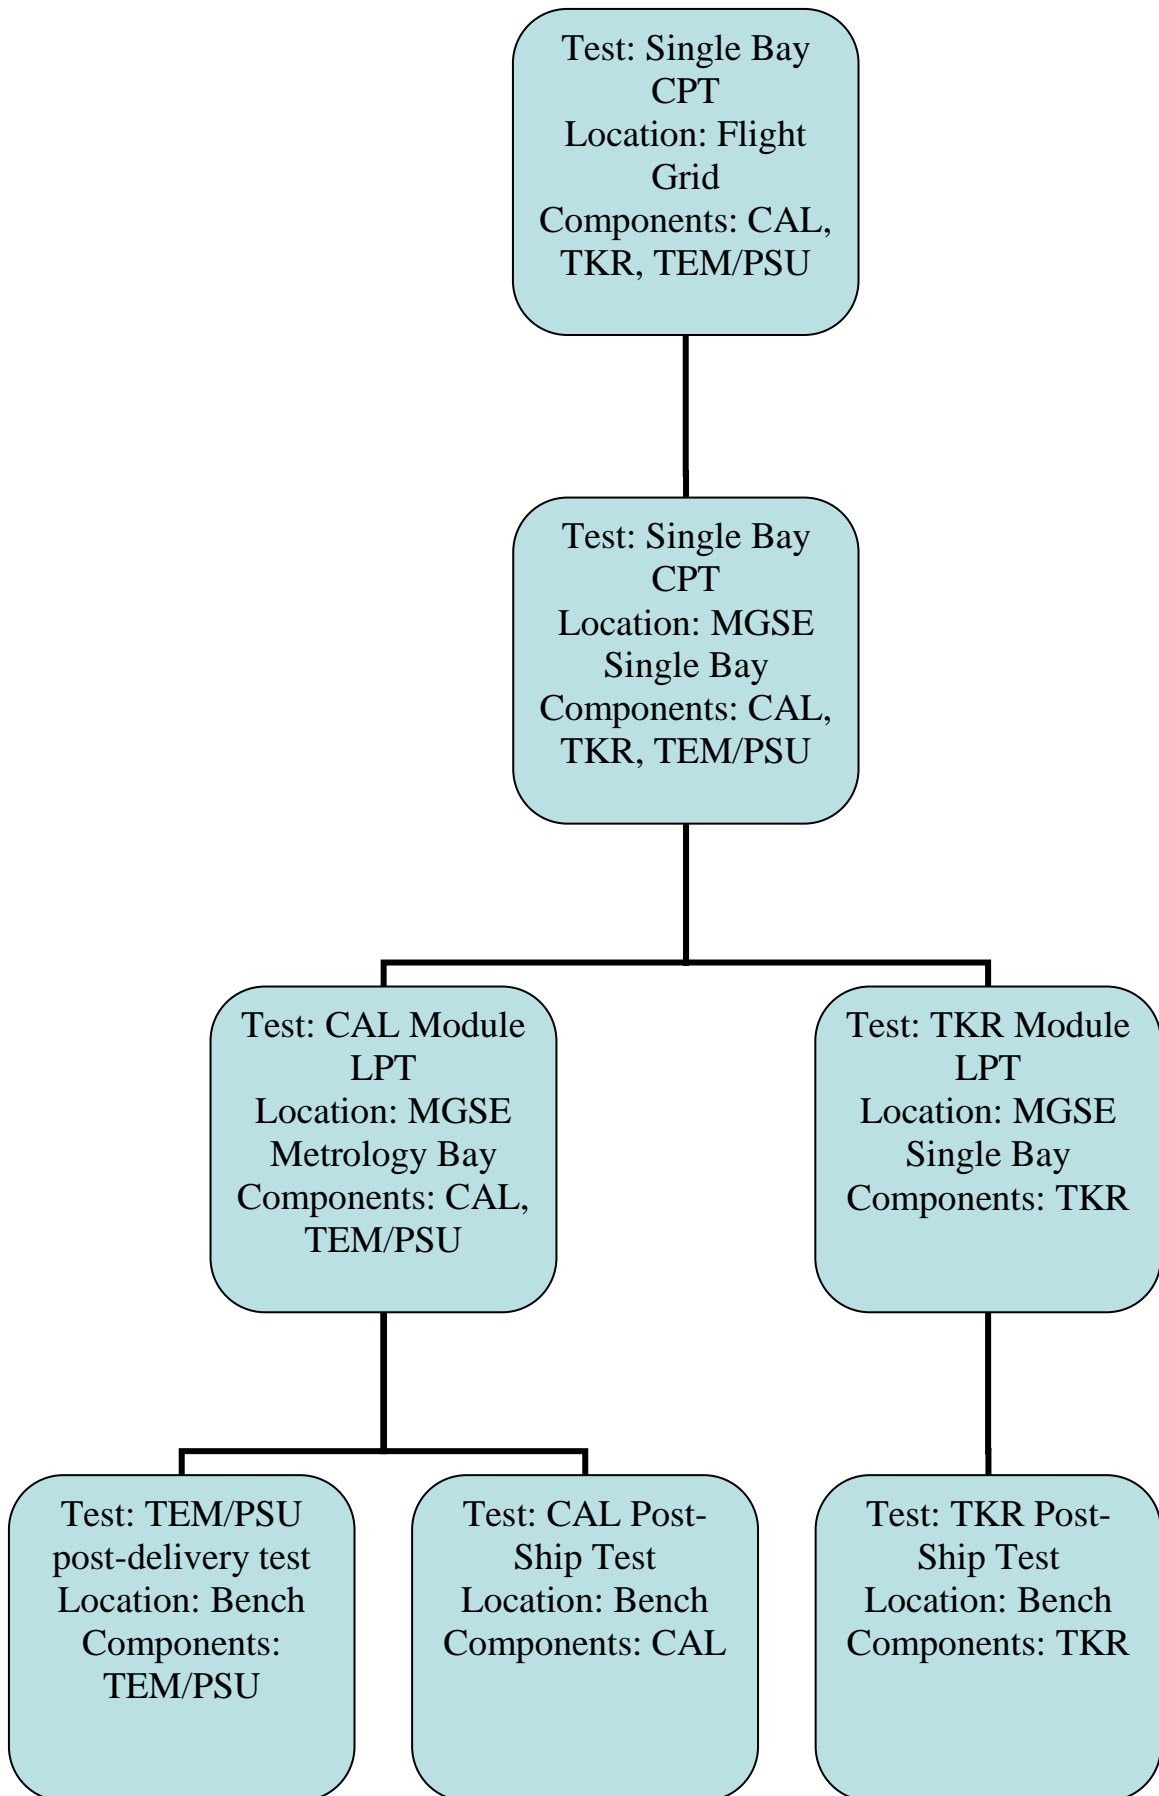 Test: Single Bay
CPT
Location: Flight
Grid
Components: CAL,
TKR, TEM/PSU
Test: Single Bay
CPT
Location: MGSE
Single Bay
Components: CAL,
TKR, TEM/PSU
Test: CAL Module
LPT
Location: MGSE
Metrology Bay
Components: CAL,
TEM/PSU
Test: TKR Module
LPT
Location: MGSE
Single Bay
Components: TKR
Test: TEM/PSU
post-delivery test
Location: Bench
Components:
TEM/PSU
Test: CAL Post-
Ship Test
Location: Bench
Components: CAL
Test: TKR Post-
Ship Test
Location: Bench
Components: TKR